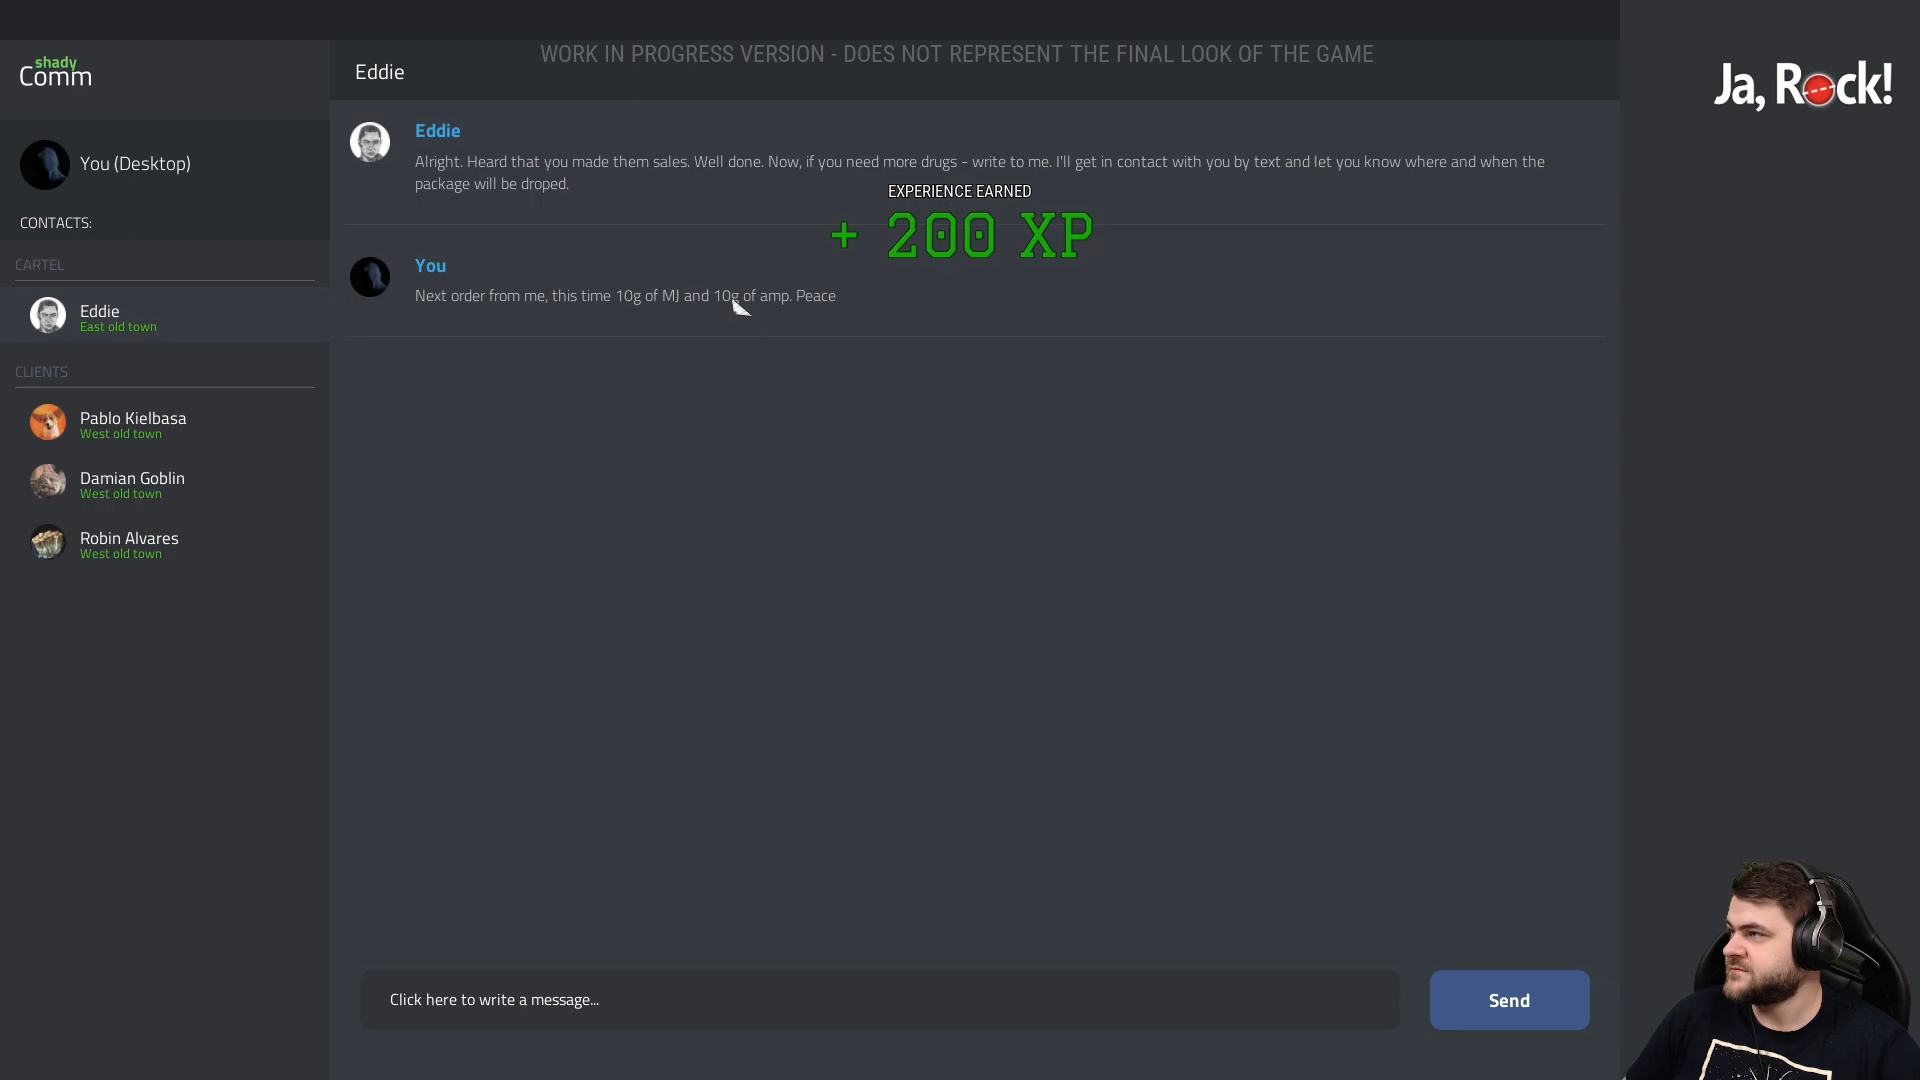 WORK IN PROGRESS VERSION - DOES NOT REPRESENT THE FINAL LOOK OF THE GAME
shady
Comm
Eddie
Ja, Rock!
You (Desktop)
CONTACTS:
CARTEL
Eddie
East old town
CLIENTS
Pablo Kielbasa
West old town
Damian Goblin
West old town
Robin Alvares
West old town
Eddie
Alright. Heard that you made them sales. Well done. Now, if you need more drugs - write to me. I'll get in contact with you by text and let you know where and when the
package will be droped.
EXPERIENCE EARNED
+ 200 XP
You
Next order from me, this time 10g of MJ and 10g of amp. Peace
Click here to write a message...
Send